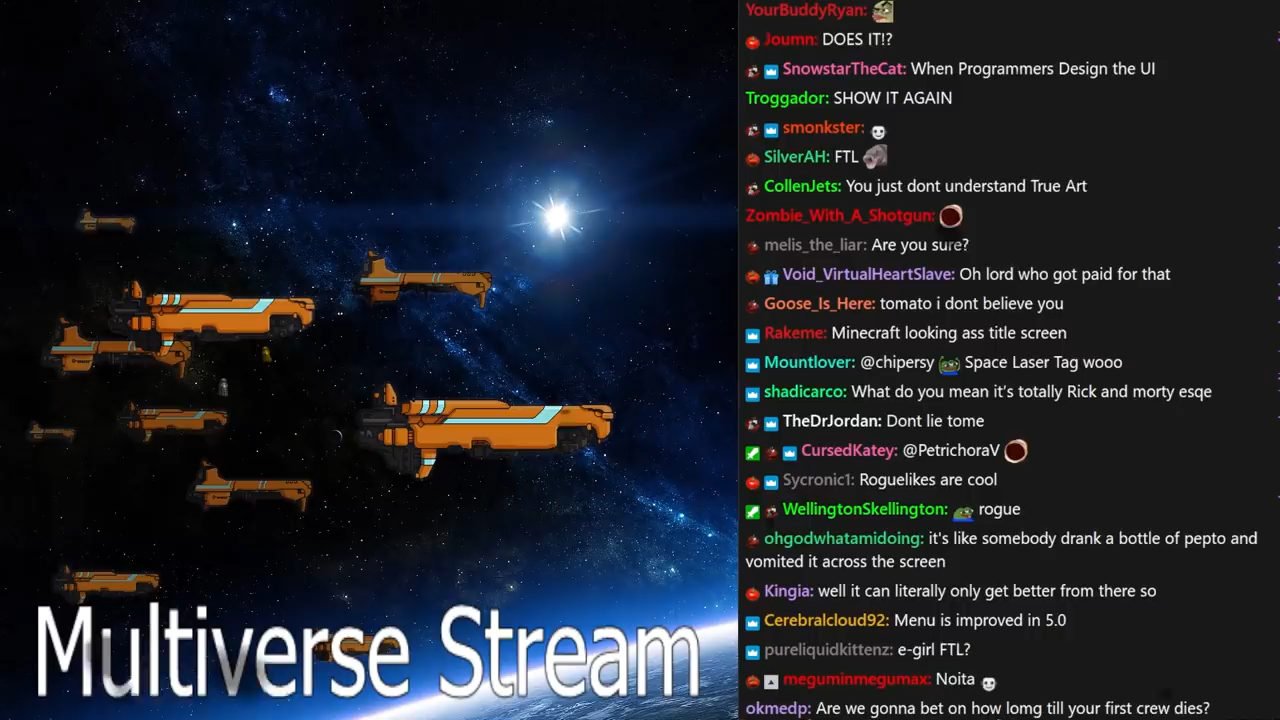 YourBuddyRyan:
Joumn: DOES IT!?
SnowstarTheCat: When Programmers Design the UI
Troggador: SHOW IT AGAIN
smonkster:
SilverAH: FTL
CollenJets: You just dont understand True Art
Zombie_With_A_Shotgun:
melis_the_liar: Are you sure?
Void_VirtualHeartSlave: Oh lord who got paid for that
Goose_Is_Here: tomato i dont believe you
Rakeme: Minecraft looking ass title screen
Mountlover: @chipersy Space Laser Tag wooo
shadicarco: What do you mean it’s totally Rick and morty esqe
TheDrJordan: Dont lie tome
CursedKatey: @PetrichoraV
Sycronic1: Roguelikes are cool
WellingtonSkellington: rogue
ohgodwhatamidoing: it's like somebody drank a bottle of pepto and
vomited it across the screen
Kingia: well it can literally only get better from there so
Cerebralcloud92: Menu is improved in 5.0
pureliquidkittenz: e-girl FTL?
meguminmegumax: Noita
okmedp: Are we gonna bet on how lomg till your first crew dies?
Multiverse Stream